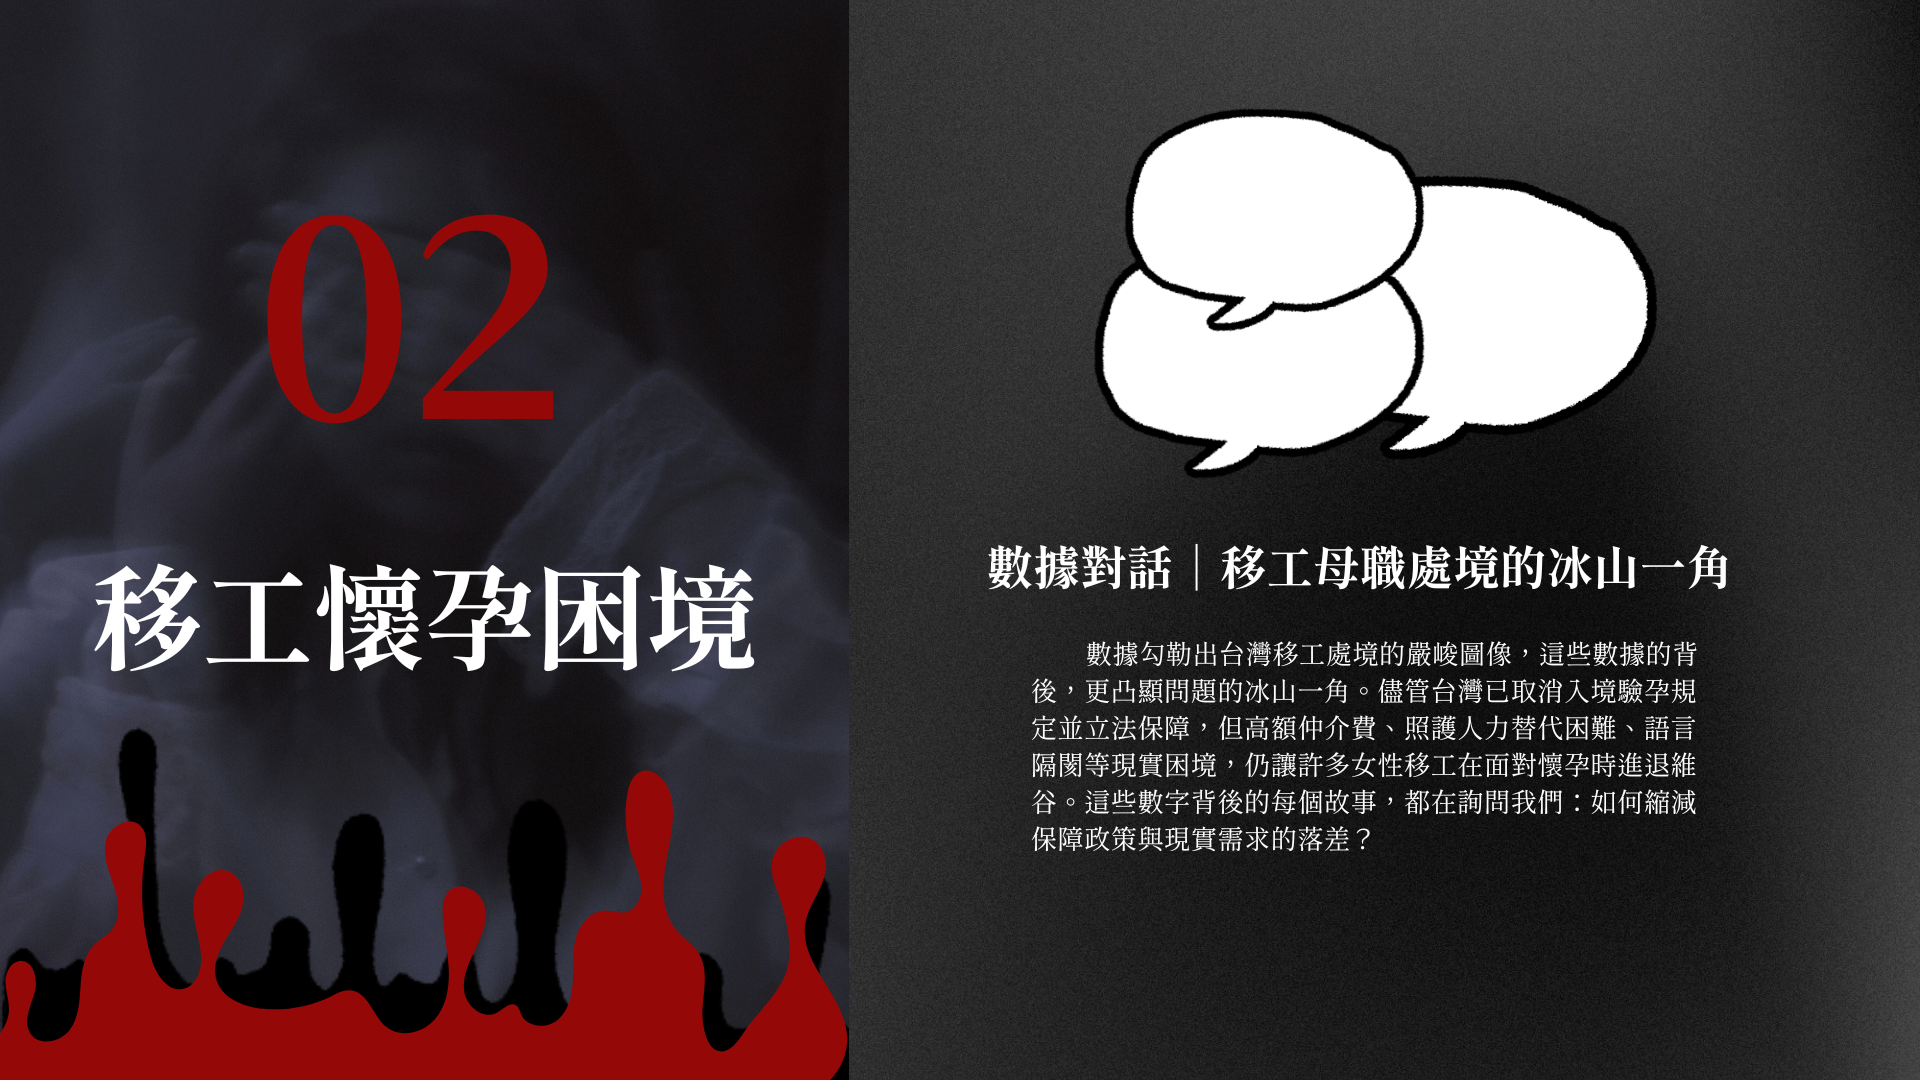 02
移工懷孕困境
數據對話｜移工母職處境的冰山一角
數據勾勒出台灣移工處境的嚴峻圖像，這些數據的背
後，更凸顯問題的冰山一角。儘管台灣已取消入境驗孕規
定並立法保障，但高額仲介費、照護人力替代困難、語言
隔閡等現實困境，仍讓許多女性移工在面對懷孕時進退維
谷。這些數字背後的每個故事，都在詢問我們：如何縮減
保障政策與現實需求的落差？